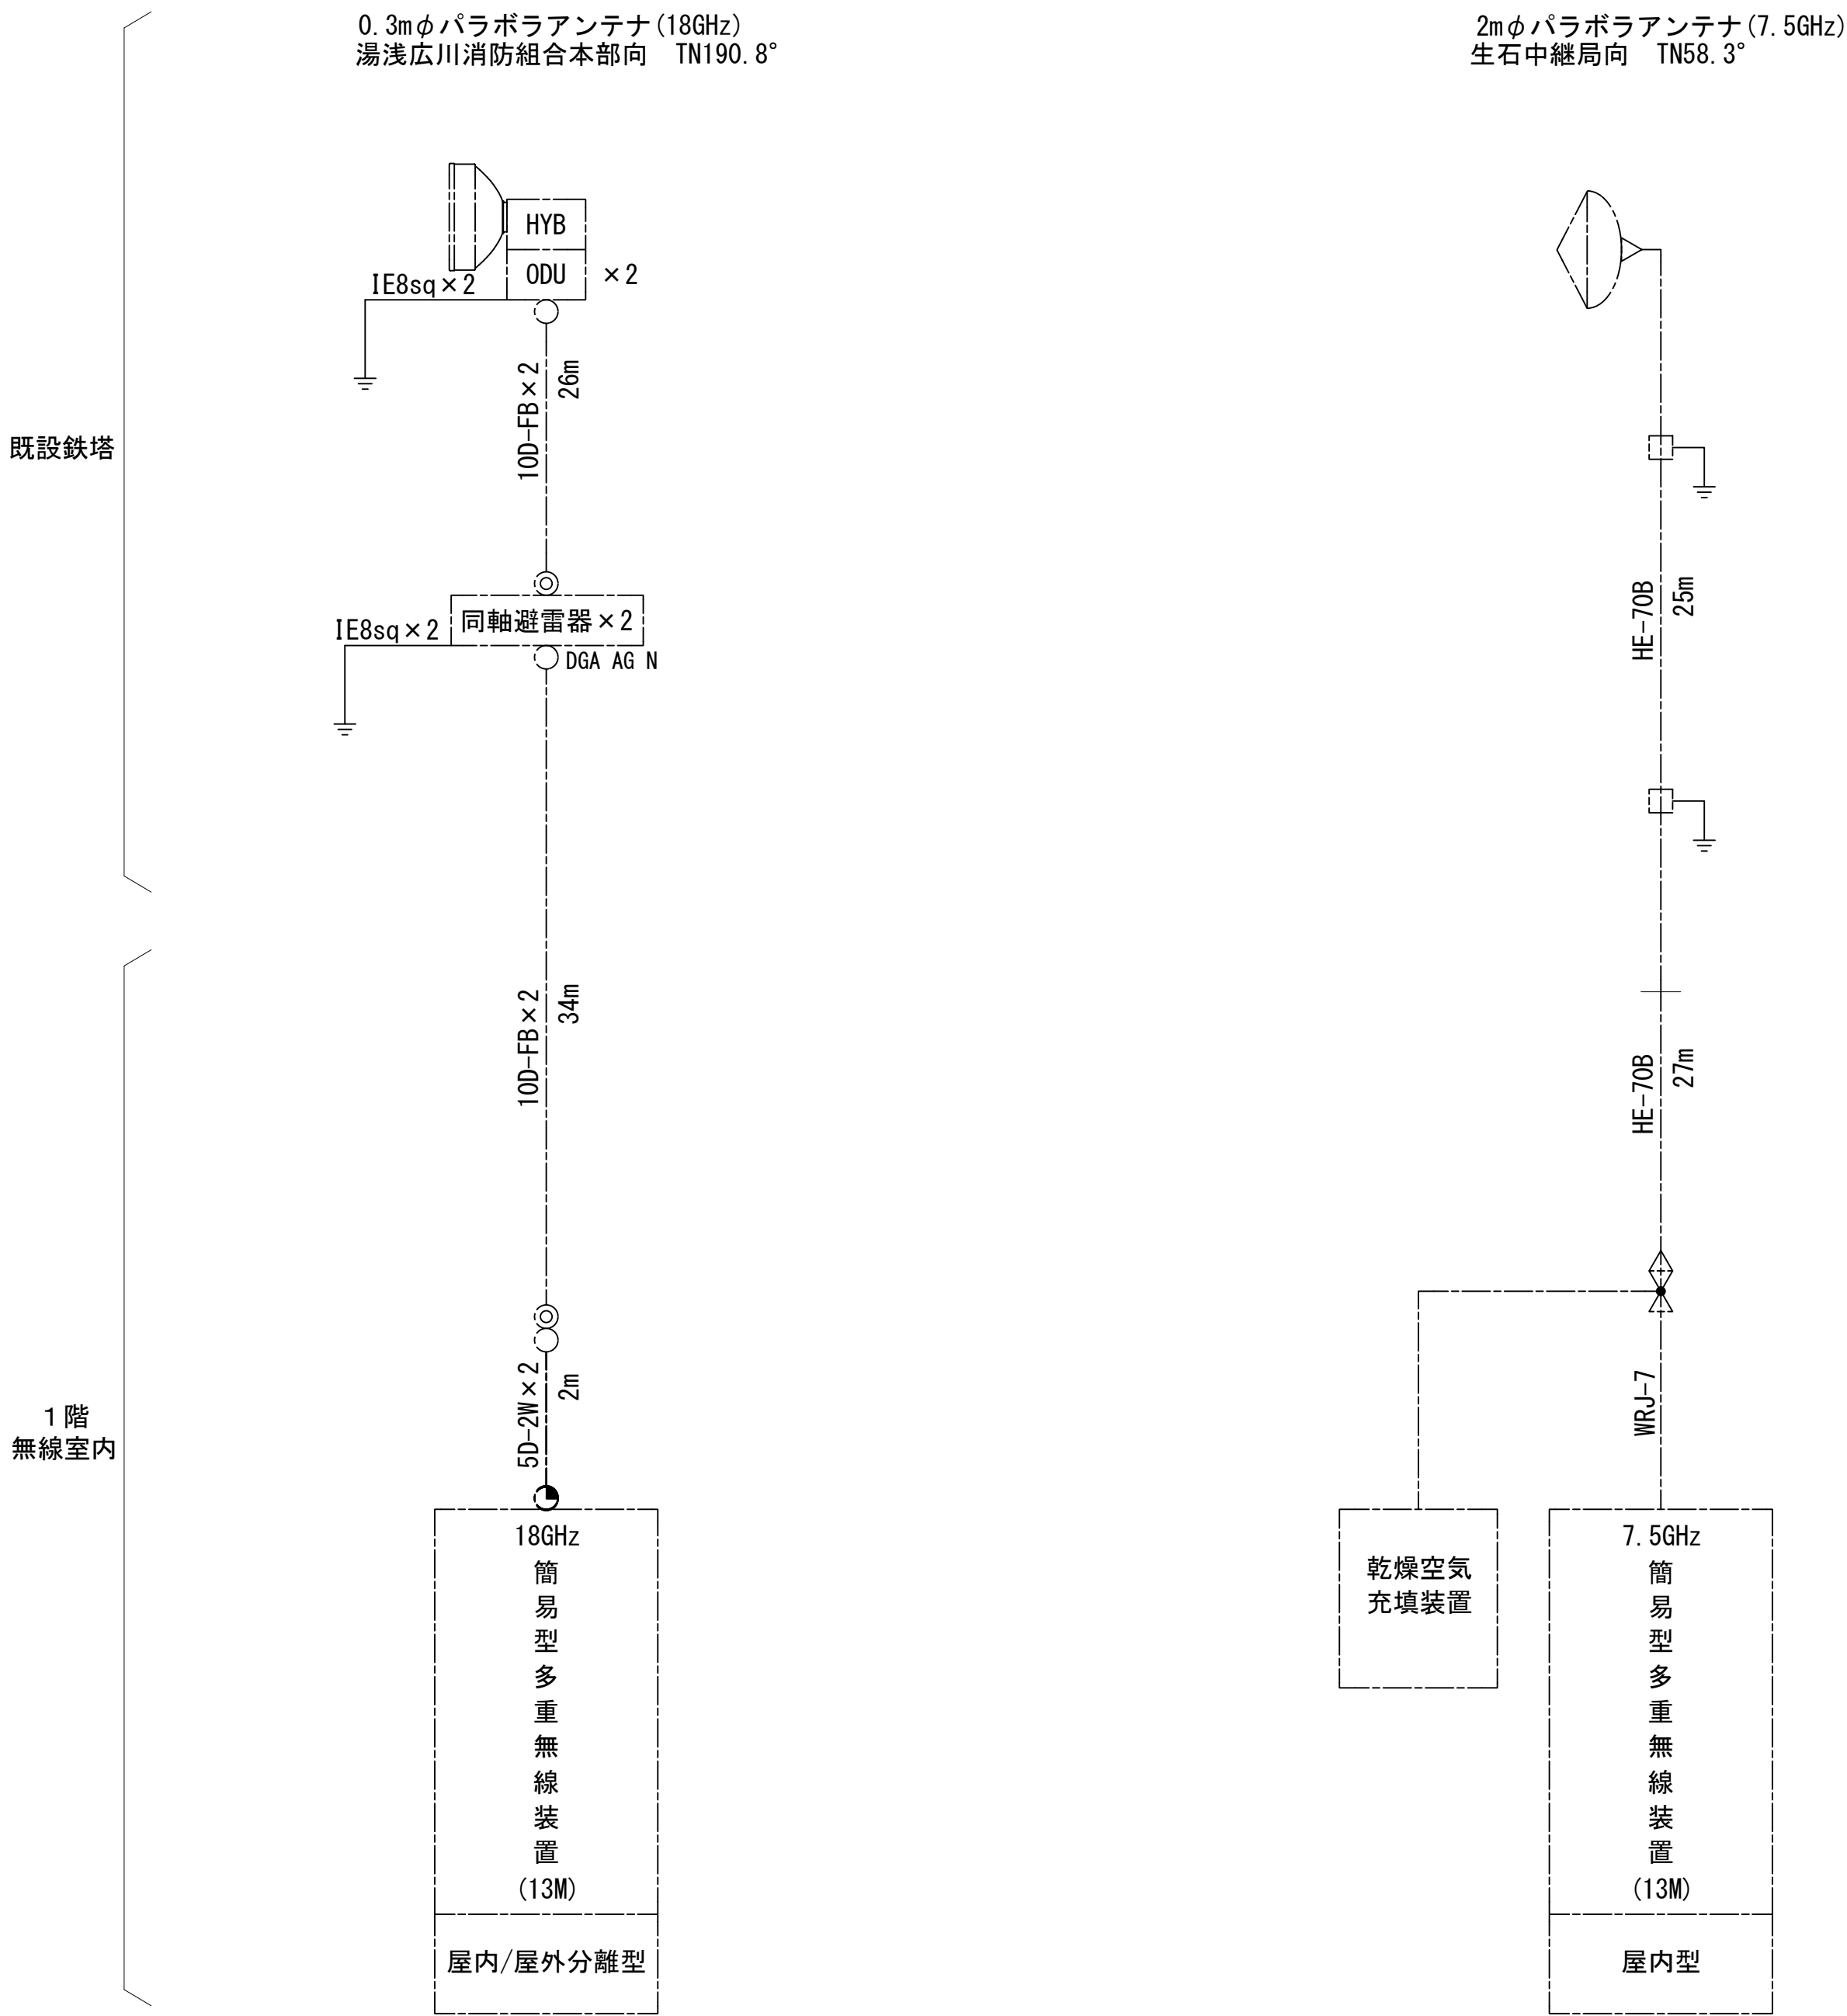 0.3mφパラボラアンテナ(18GHz)
湯浅広川消防組合本部向　TN190.8°
2mφパラボラアンテナ(7.5GHz)
生石中継局向　TN58.3°
HYB
ODU
×2
IE8sq×2
10D-FB×2
26m
既設鉄塔
同軸避雷器×2
IE8sq×2
DGA AG N
HE-70B
25m
10D-FB×2
34m
HE-70B
27m
1階
無線室内
5D-2W×2
2m
WRJ-7
18GHz
簡
易
型
多
重
無
線
装
置
(13M)
屋内/屋外分離型
乾燥空気
充填装置
7.5GHz
簡
易
型
多
重
無
線
装
置
(13M)
屋内型